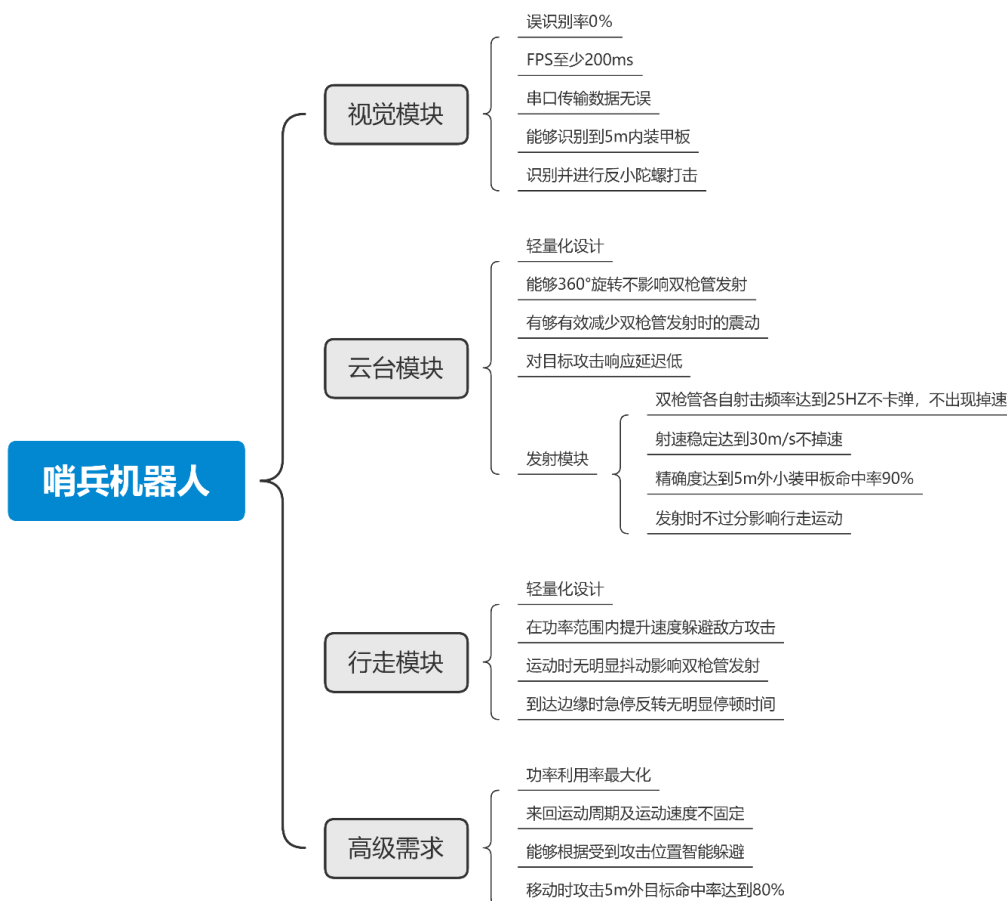 哨兵机器人
视觉模块
误识别率0%
FPS至少200ms
串口传输数据无误
能够识别到5m内装甲板
识别并进行反小陀螺打击
云台模块
轻量化设计
能够360°旋转不影响双枪管发射
有够有效减少双枪管发射时的震动
对目标攻击响应延迟低
发射模块
双枪管各自射击频率达到25HZ不卡弹，不出现掉速
射速稳定达到30m/s不掉速
精确度达到5m外小装甲板命中率90%
发射时不过分影响行走运动
行走模块
轻量化设计
在功率范围内提升速度躲避敌方攻击
运动时无明显抖动影响双枪管发射
到达边缘时急停反转无明显停顿时间
高级需求
功率利用率最大化
来回运动周期及运动速度不固定
能够根据受到攻击位置智能躲避
移动时攻击5m外目标命中率达到80%